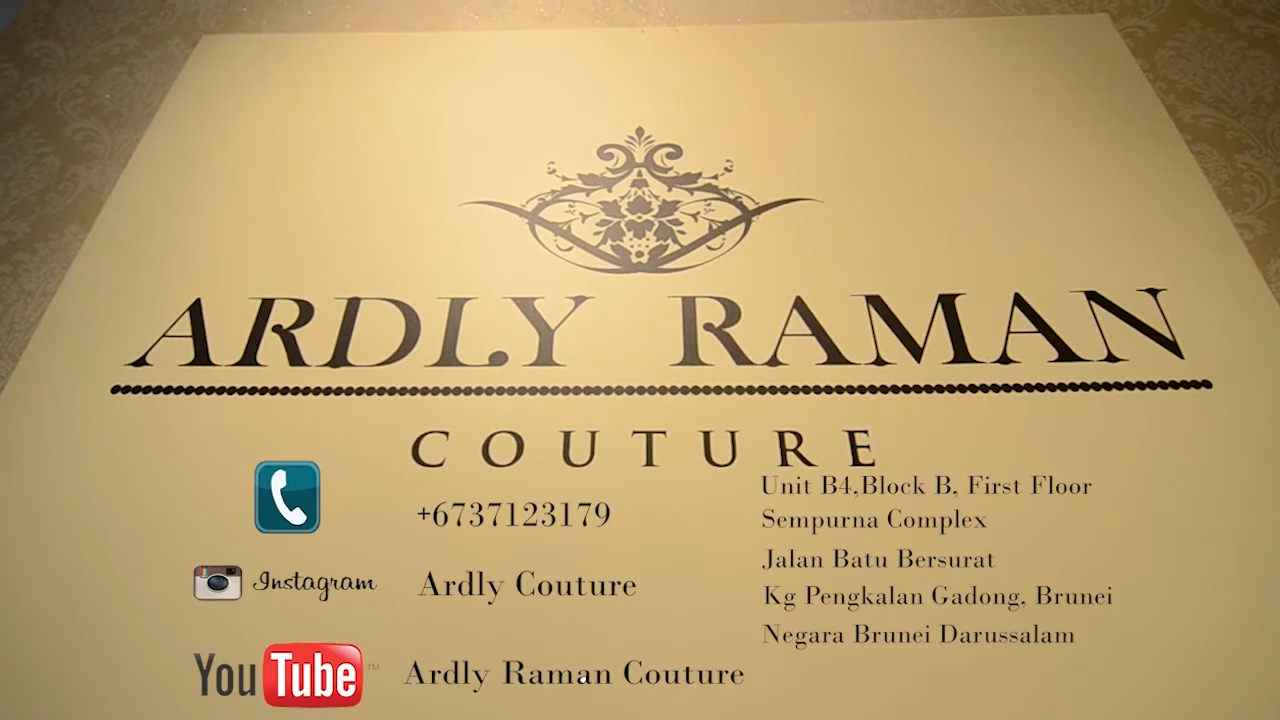 ARDLY RAMAN
COUTURE
+6737123179
Instagram
Ardly Couture
YouTube™
Ardly Raman Couture
Unit B4,Block B, First Floor
Sempurna Complex
Jalan Batu Bersurat
Kg Pengkalan Gadong, Brunei
Negara Brunei Darussalam